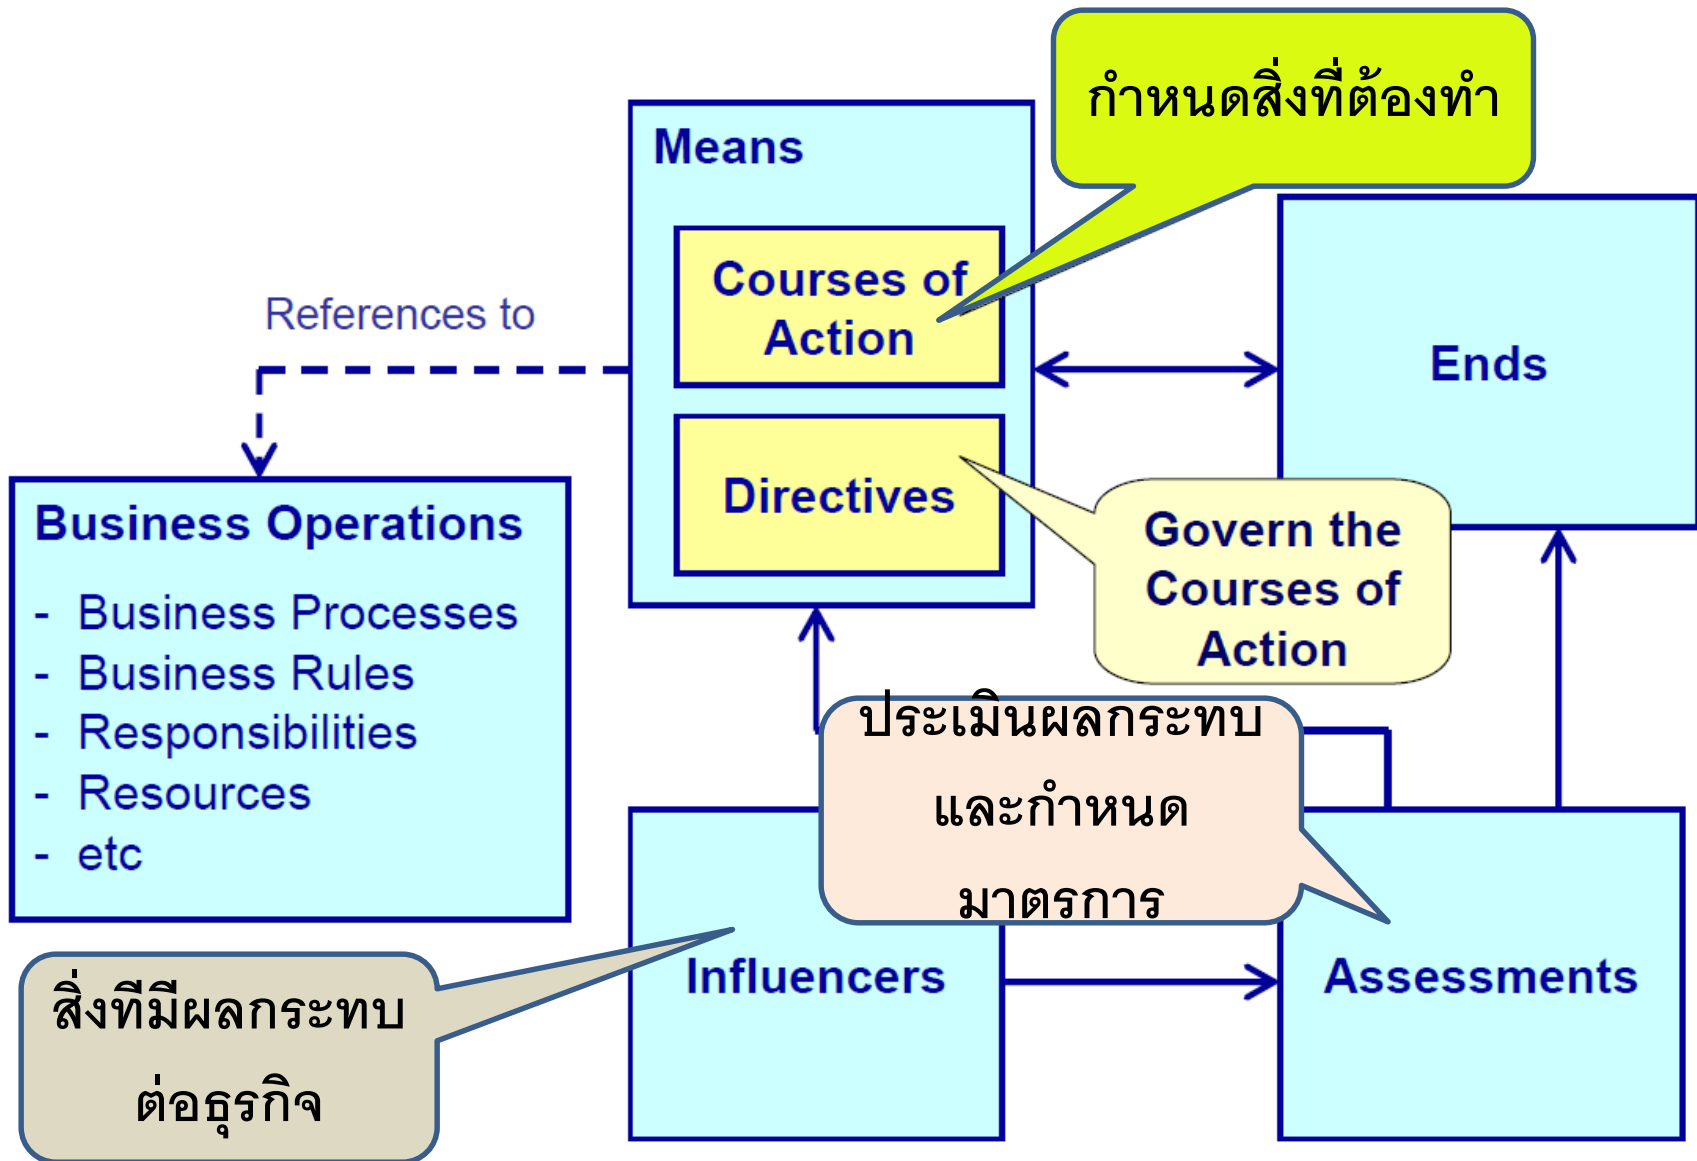 กำหนดสิ่งที่ต้องทำ
Means
Courses of
Action
References to
Ends
Directives
Business Operations
- Business Processes
- Business Rules
- Responsibilities
- Resources
- etc
Govern the
Courses of
Action
ประเมินผลกระทบ
และกำหนด
มาตรการ
Influencers
Assessments
สิ่งทีมีผลกระทบ
ต่อธุรกิจ